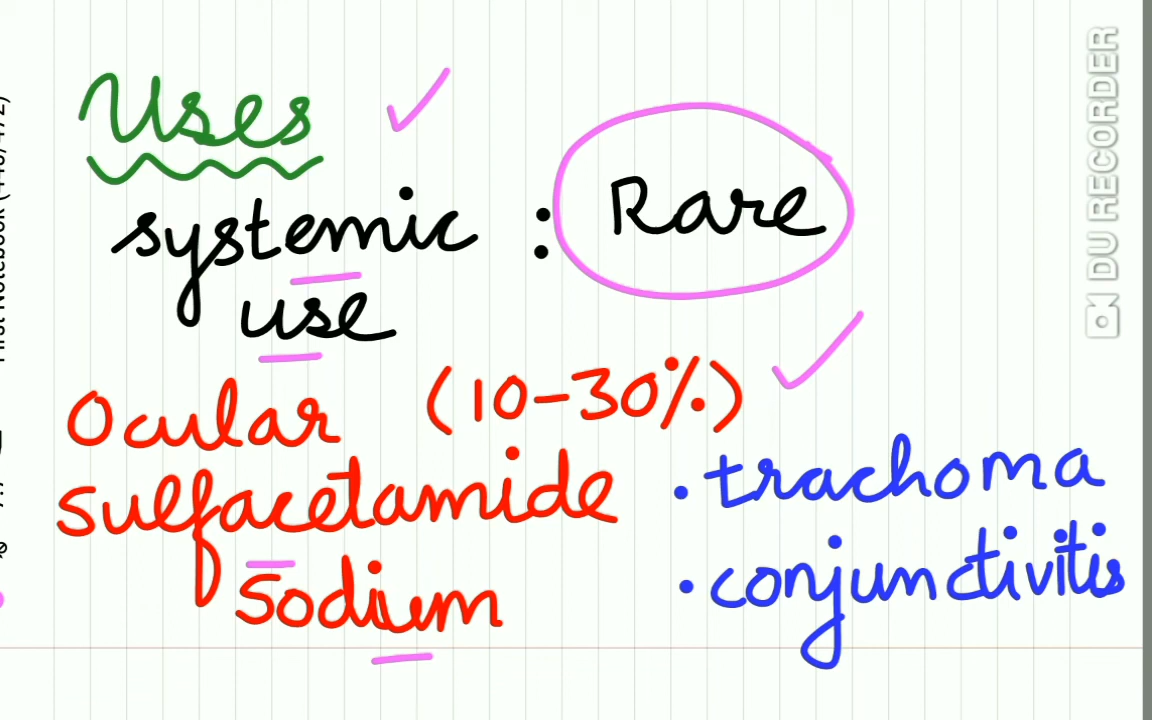 Uses
systemic : Rare
use
Ocular (10-30%)
sulfacetamide
sodium
• trachoma
• conjunctivitis
DU RECORDER